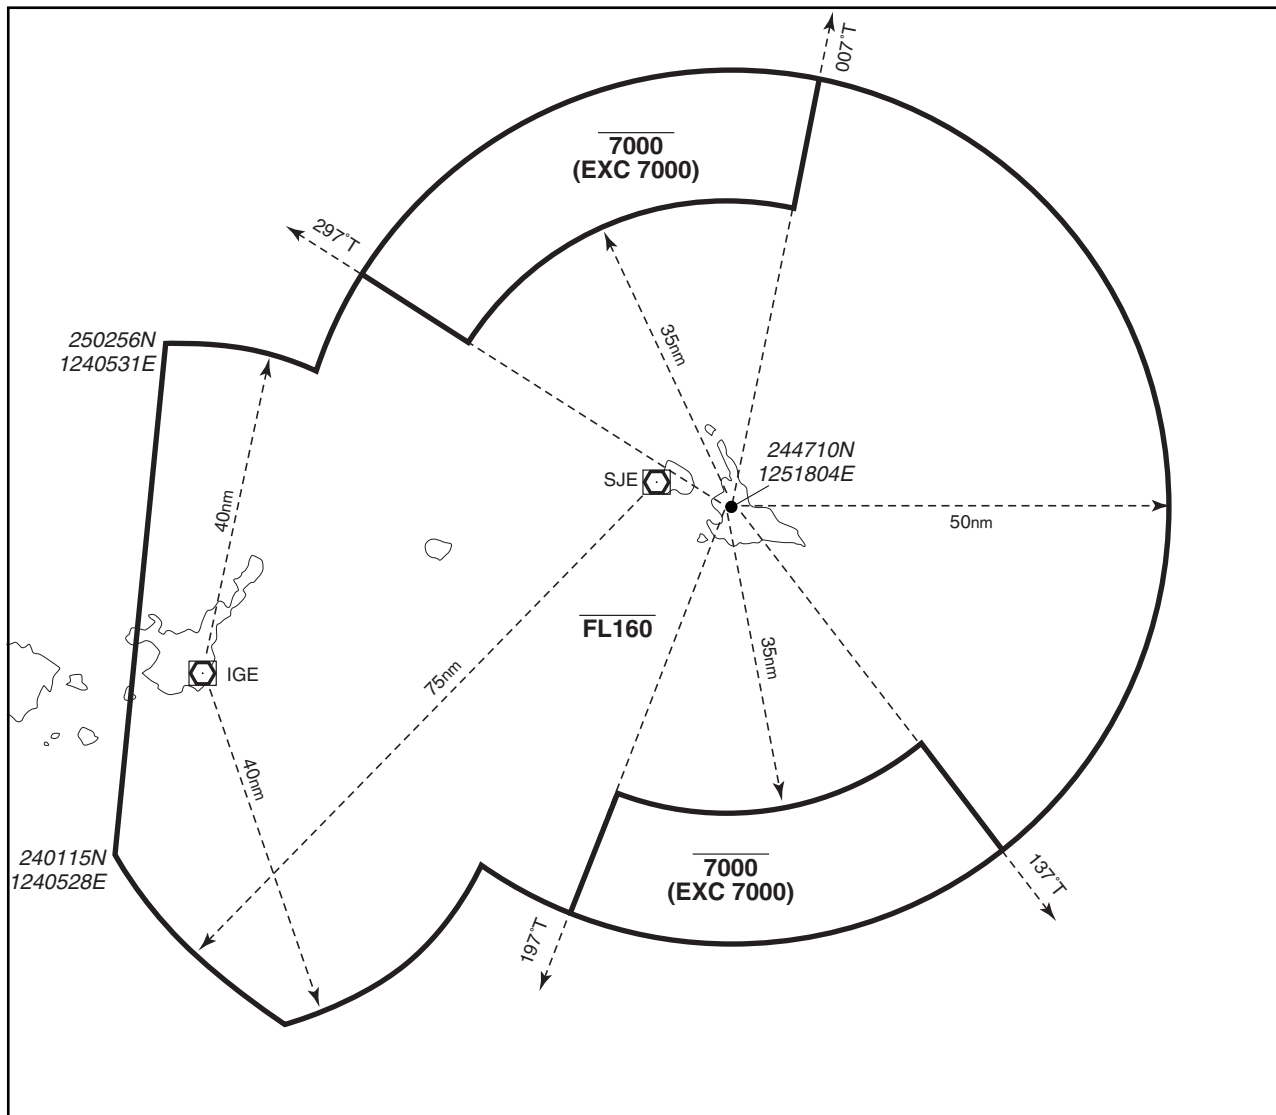 007°T
7000
(EXC 7000)
297°T
250256N
1240531E
35nm
244710N
1251804E
SJE
40nm
50nm
FL160
35nm
IGE
75nm
40nm
240115N
1240528E
7000
(EXC 7000)
137°T
197°T